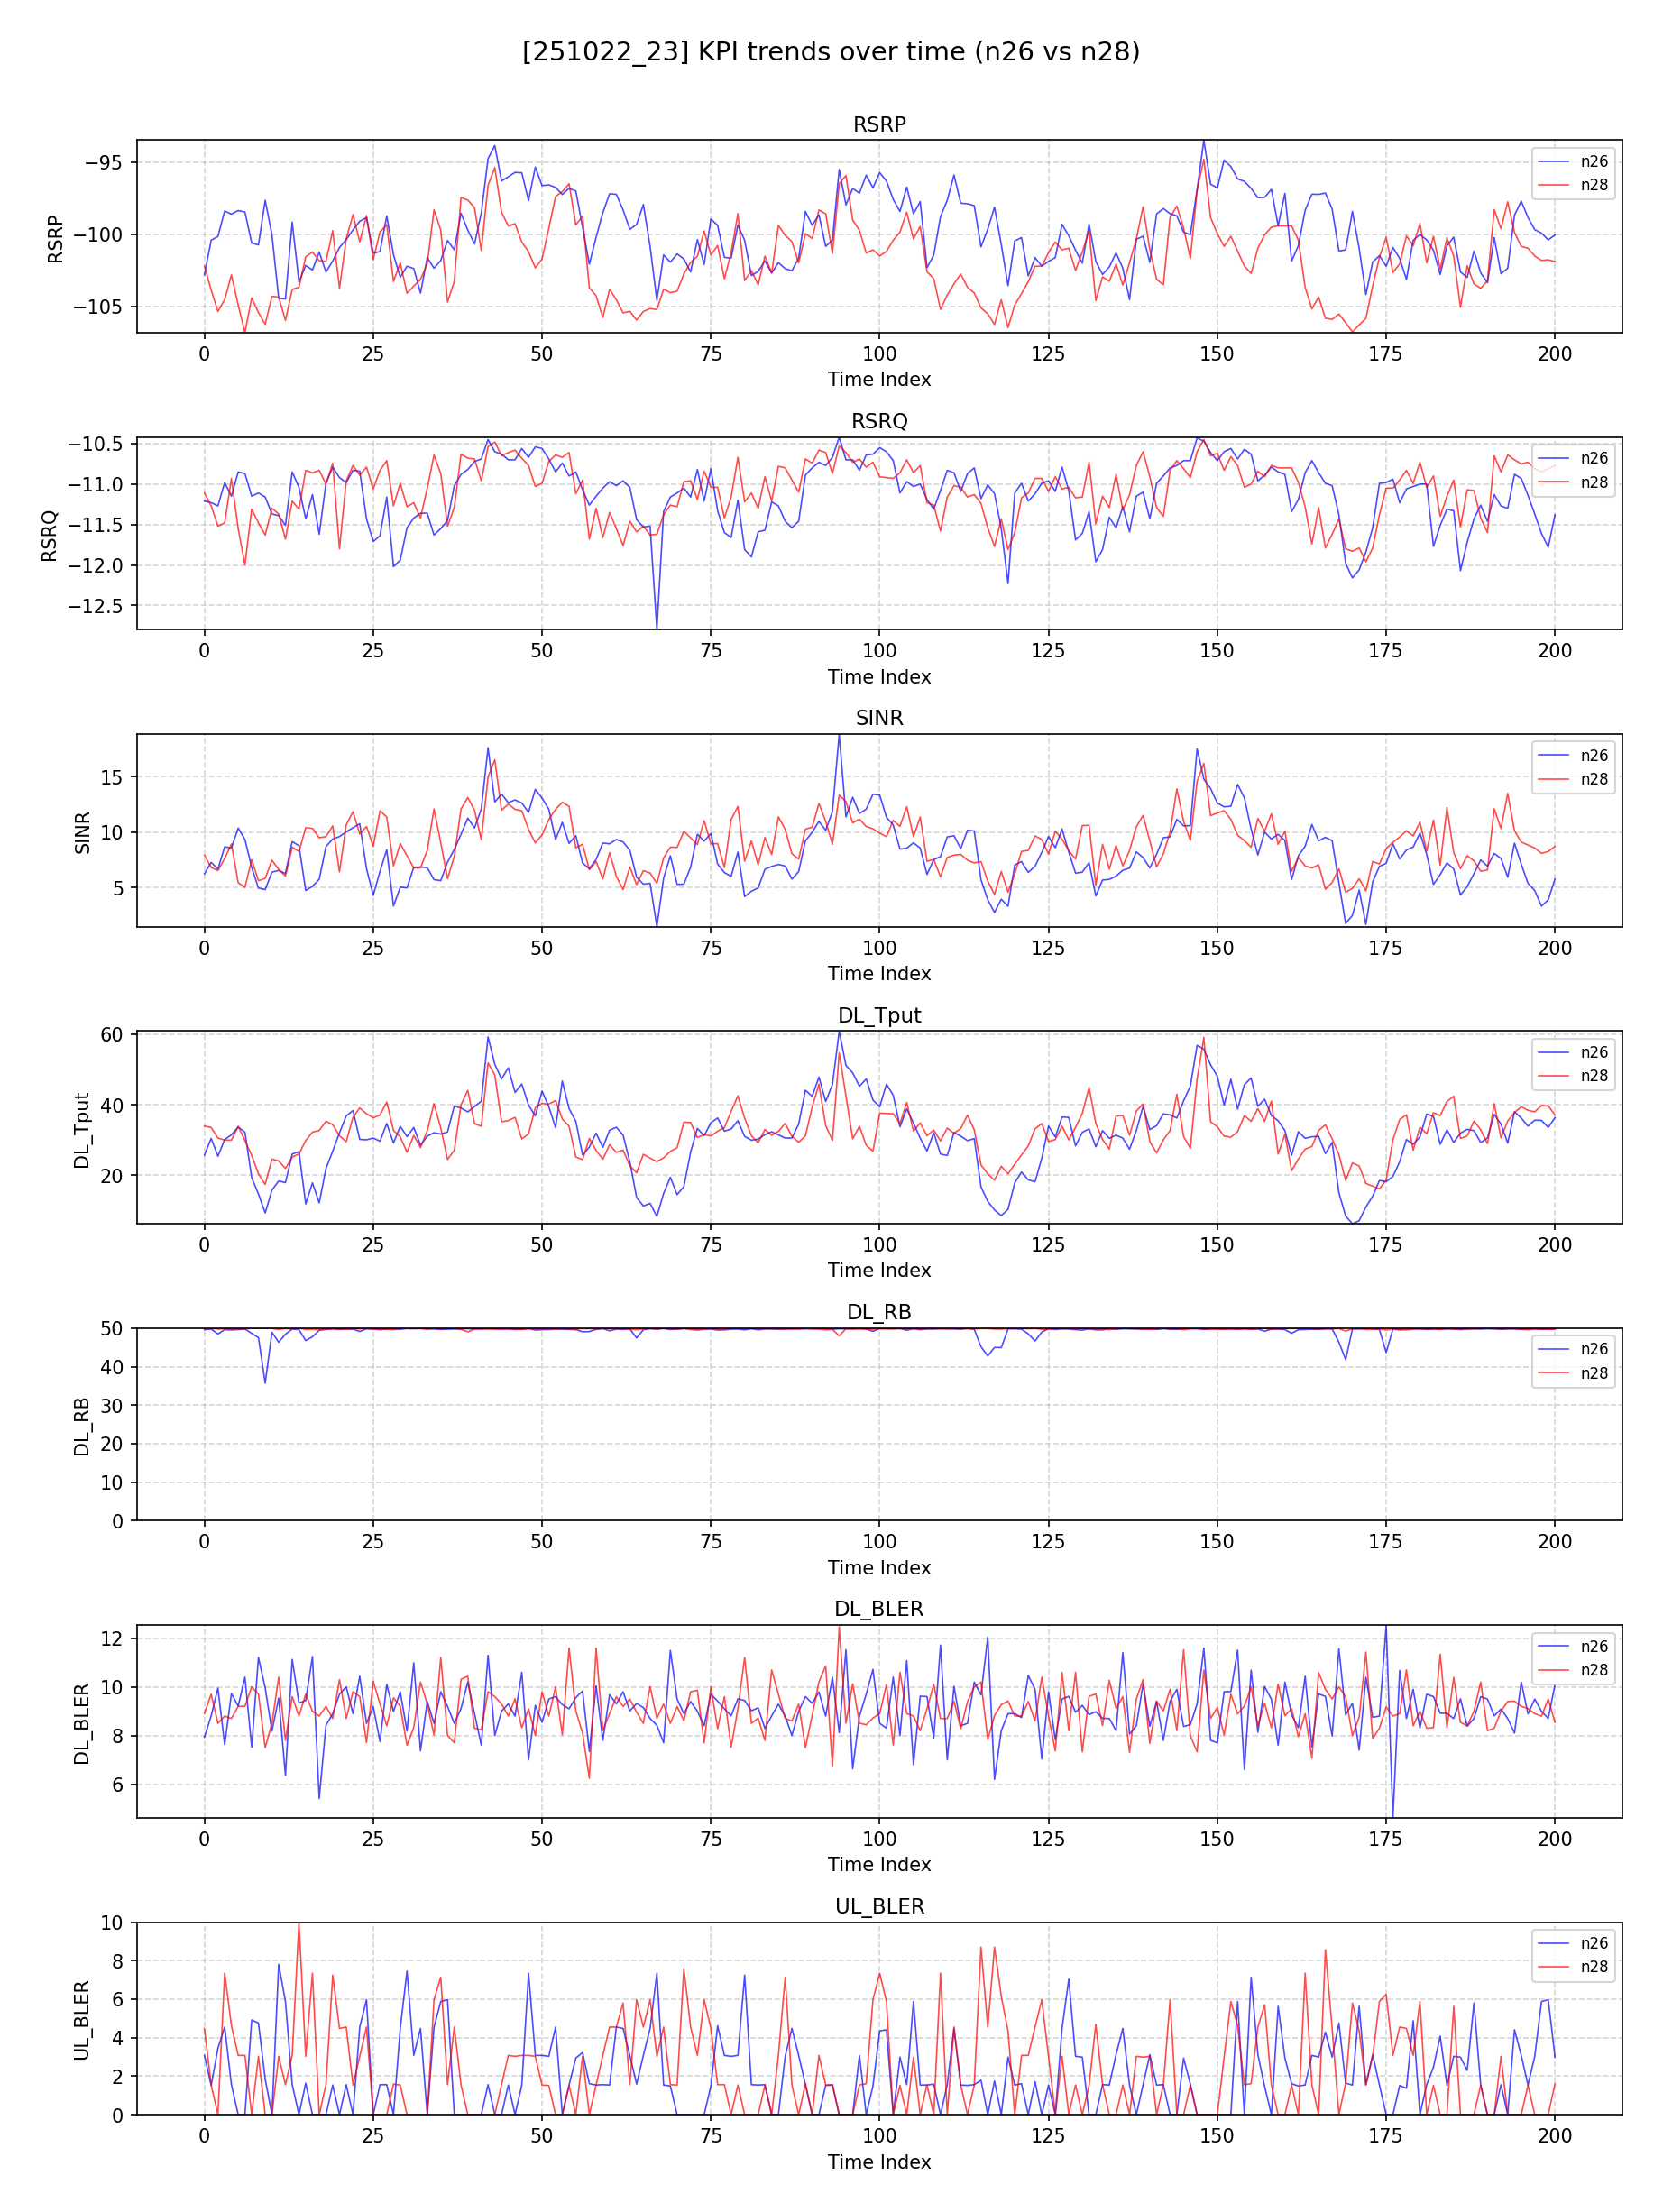 [251022_23] KPI trends over time (n26 vs n28)
RSRP
RSRP
−95
−100
−105
n26
n28
0 25 50 75 100 125 150 175 200
Time Index
RSRQ
RSRQ
−10.5
−11.0
−11.5
−12.0
−12.5
n26
n28
0 25 50 75 100 125 150 175 200
Time Index
SINR
SINR
15
10
5
n26
n28
0 25 50 75 100 125 150 175 200
Time Index
DL_Tput
DL_Tput
60
40
20
n26
n28
0 25 50 75 100 125 150 175 200
Time Index
DL_RB
DL_RB
50
40
30
20
10
0
n26
n28
0 25 50 75 100 125 150 175 200
Time Index
DL_BLER
DL_BLER
12
10
8
6
n26
n28
0 25 50 75 100 125 150 175 200
Time Index
UL_BLER
UL_BLER
10
8
6
4
2
0
n26
n28
0 25 50 75 100 125 150 175 200
Time Index